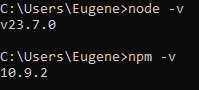 C:\Users\Eugene>node -v
v23.7.0
C:\Users\Eugene>npm -v
10.9.2